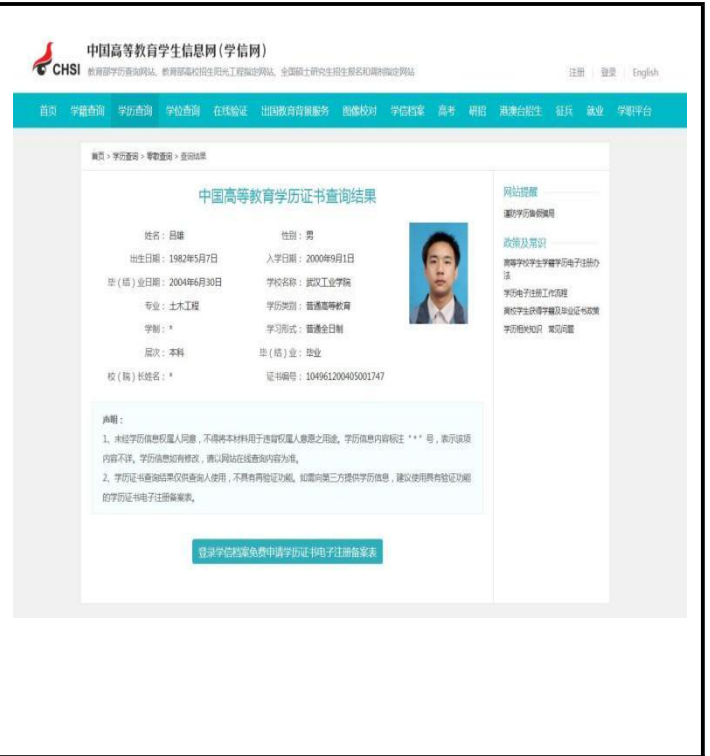 中国高等教育学生信息网(学信网)
CHSI 教育部学历查询网站、教育部高校招生阳光工程指定网站、全国硕士研究生招生报名和调剂指定网站
注册 | 登录 | English
首页 学籍查询 学历查询 学位查询 在线验证 出国教育背景服务 图像校对 学信档案 高考 研招 港澳台招生 征兵 就业 学职平台
首页 > 学历查询 > 零散查询 > 查询结果
中国高等教育学历证书查询结果
姓名: 吕雄 性别: 男
出生日期: 1982年5月7日 入学日期: 2000年9月1日
毕(结)业日期: 2004年6月30日 学校名称: 武汉工业学院
专业: 土木工程 学历类别: 普通高等教育
学制: * 学习形式: 普通全日制
层次: 本科 毕(结)业: 毕业
校(院)长姓名: * 证书编号: 104961200405001747
声明:
1、未经学历信息权属人同意,不得将本材料用于违背权属人意愿之用途。学历信息内容标注“*”号,表示该项
内容不详。学历信息如有修改,请以网站在线查询内容为准。
2、学历证书查询结果仅供查询人使用,不具有再验证功能。如需向第三方提供学历信息,建议使用具有验证功能
的学历证书电子注册备案表。
登录学信档案免费申请学历证书电子注册备案表
网站提醒
谨防学历造假骗局
政策及常识
高等学校学生学籍学历电子注册办
法
学历电子注册工作流程
高校学生获得学籍及毕业证书政策
学历相关知识 常见问题